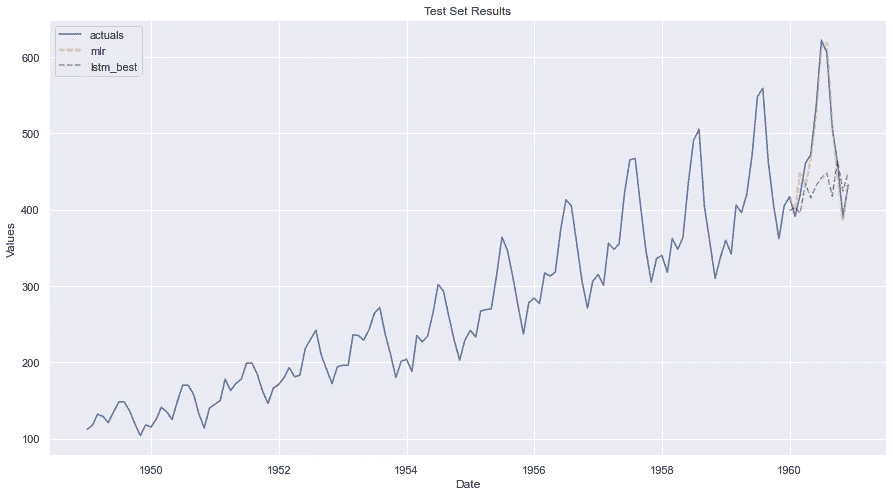 Test Set Results
actuals
mlr
lstm_best
600
500
400
300
200
100
Values
1950 1952 1954 1956 1958 1960
Date